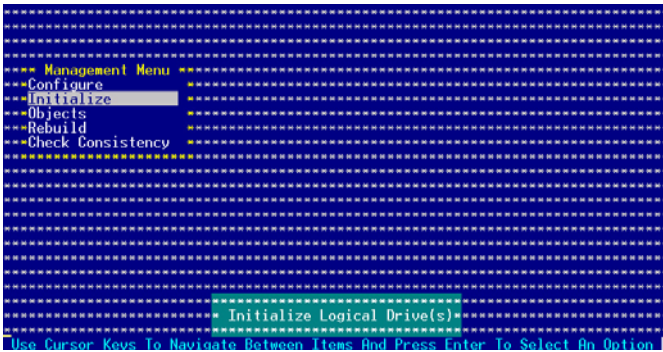 Management Menu
Configure
Initialize
Objects
Rebuild
Check Consistency
Initialize Logical Drive(s)
Use Cursor Keys To Navigate Between Items And Press Enter To Select An Option